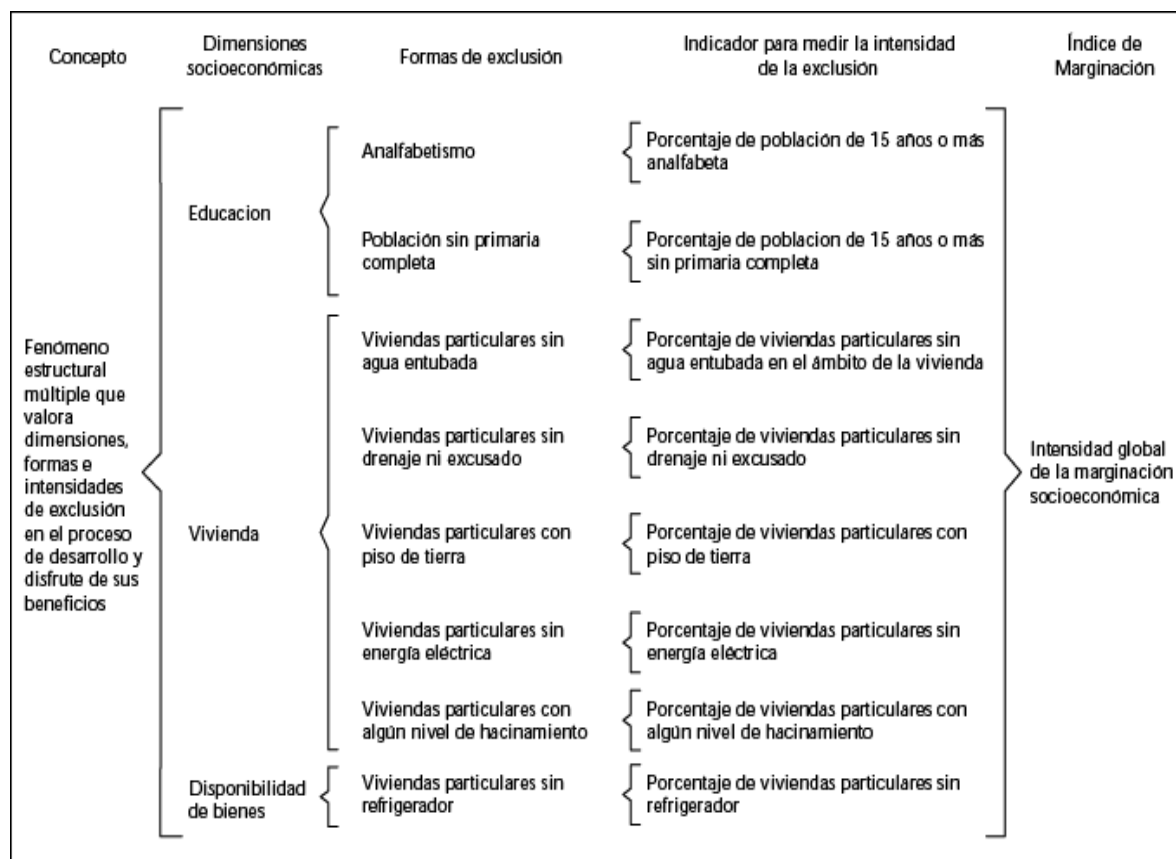 Concepto
Dimensiones
socioeconómicas
Formas de exclusión
Indicador para medir la intensidad
de la exclusión
Índice de
Marginación
Fenómeno
estructural
múltiple que
valora
dimensiones,
formas e
intensidades
de exclusión
en el proceso
de desarrollo y
disfrute de sus
beneficios
Educacion
Analfabetismo
Porcentaje de población de 15 años o más
analfabeta
Población sin primaria
completa
Porcentaje de poblacion de 15 años o más
sin primaria completa
Vivienda
Viviendas particulares sin
agua entubada
Porcentaje de viviendas particulares sin
agua entubada en el ámbito de la vivienda
Viviendas particulares sin
drenaje ni excusado
Porcentaje de viviendas particulares sin
drenaje ni excusado
Viviendas particulares con
piso de tierra
Porcentaje de viviendas particulares con
piso de tierra
Viviendas particulares sin
energía eléctrica
Porcentaje de viviendas particulares sin
energía eléctrica
Viviendas particulares con
algún nivel de hacinamiento
Porcentaje de viviendas particulares con
algún nivel de hacinamiento
Disponibilidad
de bienes
Viviendas particulares sin
refrigerador
Porcentaje de viviendas particulares sin
refrigerador
Intensidad global
de la marginación
socioeconómica